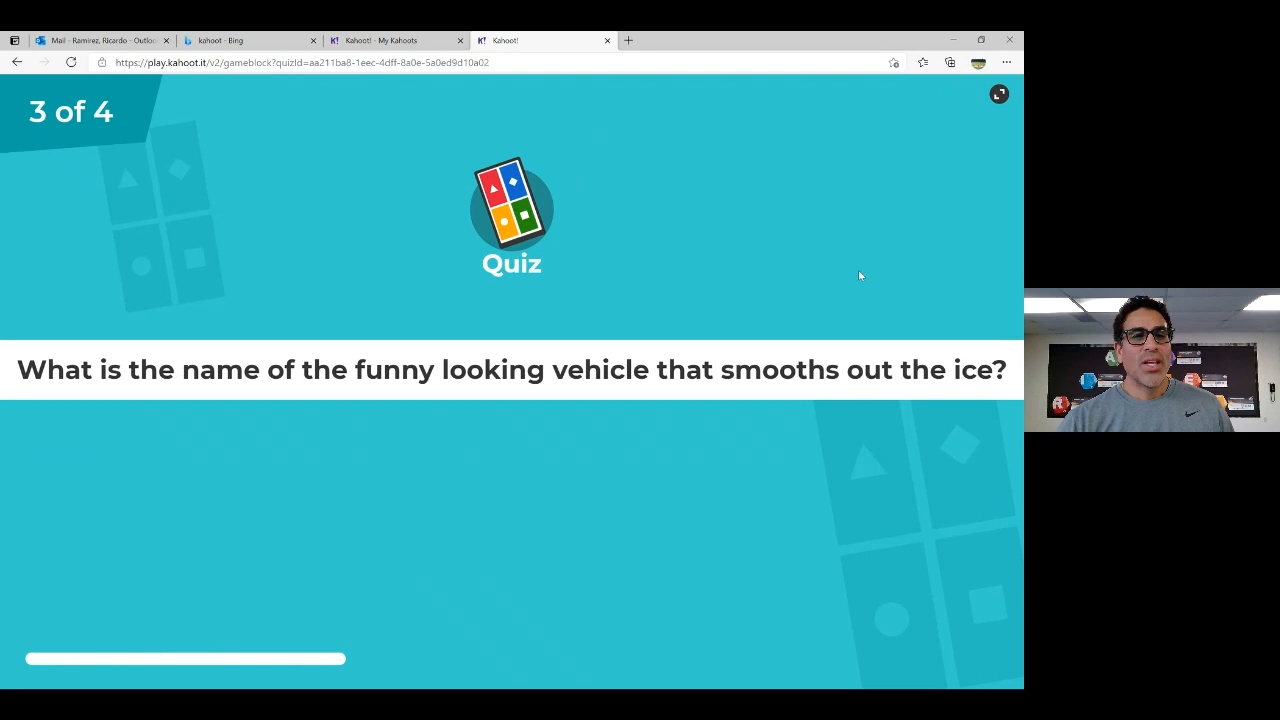 Mail - Ramirez, Ricardo - Outloo
kahoot - Bing
Kahoot! - My Kahoots
Kahoot!
https://play.kahoot.it/v2/gameblock?quizId=aa211ba8-1eec-4dff-8a0e-5a0ed9d10a02
3 of 4
Quiz
What is the name of the funny looking vehicle that smooths out the ice?